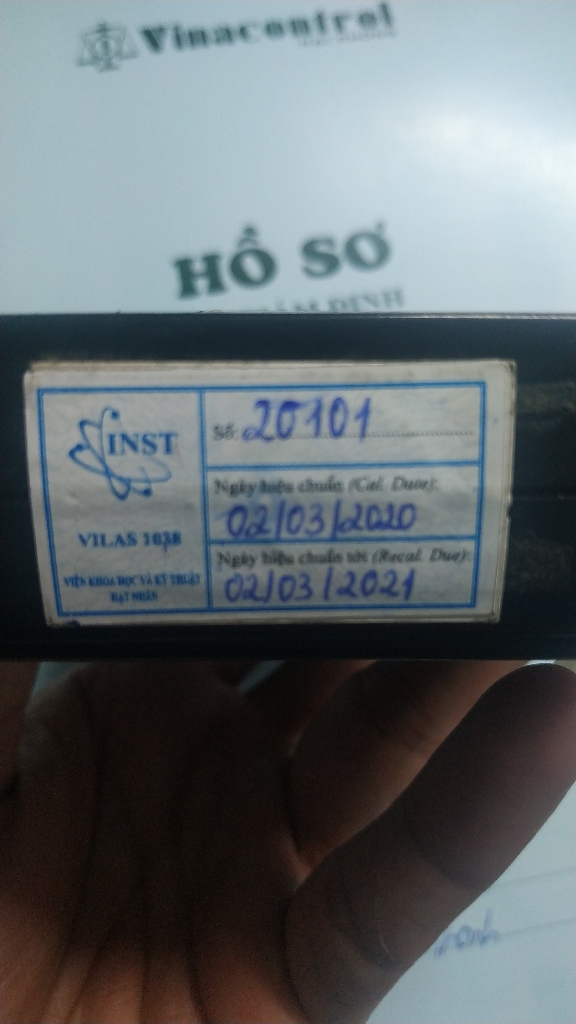 Vinacontrol
HỒ SƠ
INST
VILAS 1038
VIỆN KHOA HỌC VÀ KỸ THUẬT
HẠT NHÂN
Số: 20101
Ngày hiệu chuẩn (Cal. Date):
02/03/2020
Ngày hiệu chuẩn tới (Recal. Due):
02/03/2021